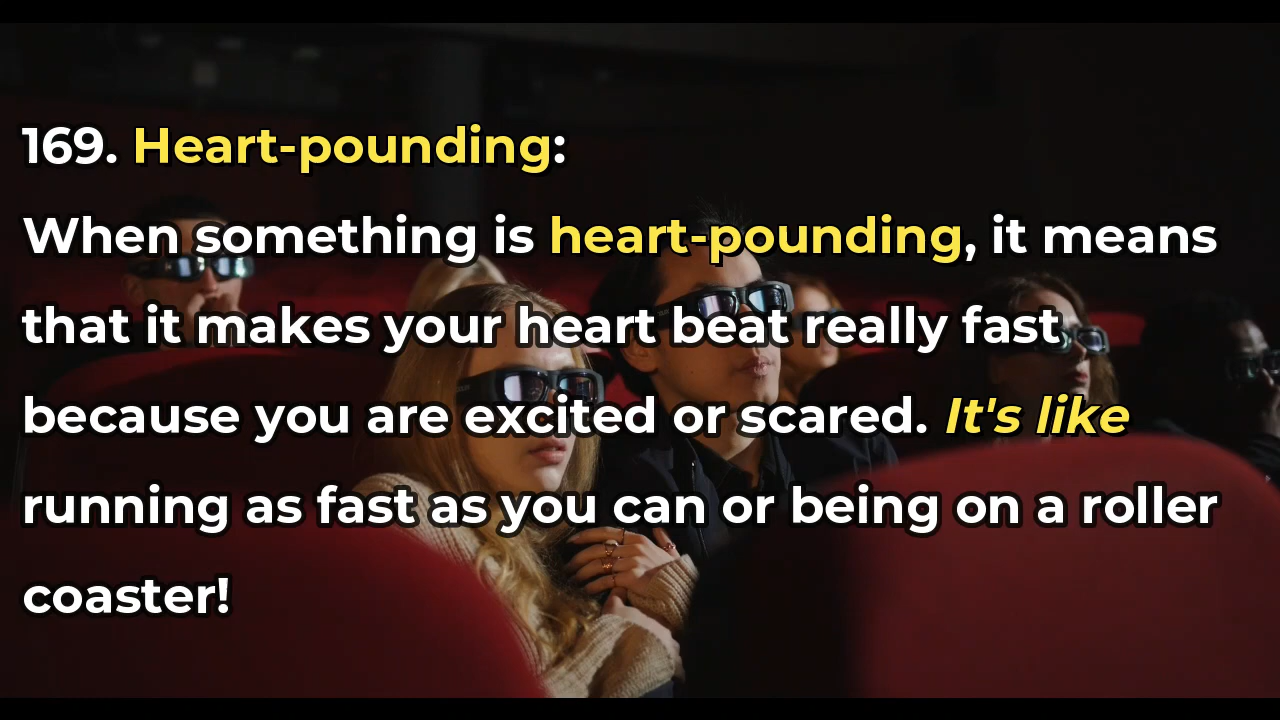 169. Heart-pounding:
When something is heart-pounding, it means
that it makes your heart beat really fast
because you are excited or scared. It's like
running as fast as you can or being on a roller
coaster!